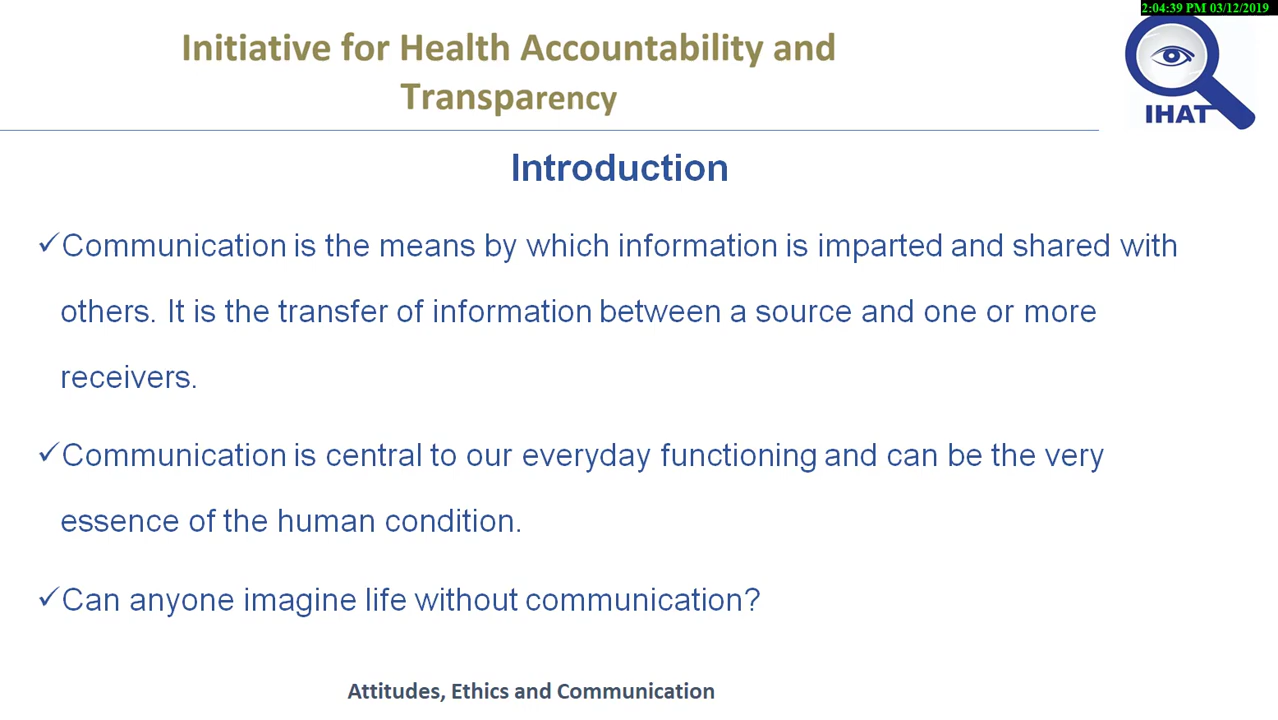 2:04:39 PM 03/12/2019
Initiative for Health Accountability and
Transparency
IHAT
Introduction
✓Communication is the means by which information is imparted and shared with
others. It is the transfer of information between a source and one or more
receivers.
✓Communication is central to our everyday functioning and can be the very
essence of the human condition.
✓Can anyone imagine life without communication?
Attitudes, Ethics and Communication